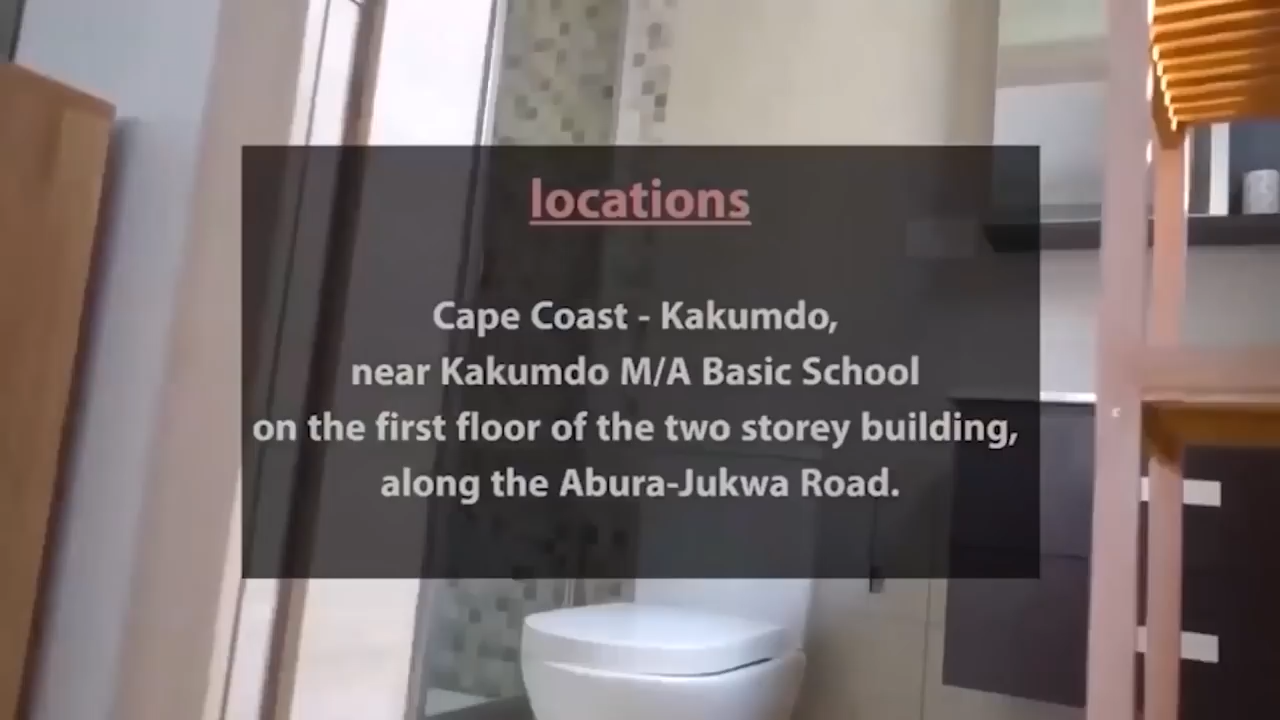 locations
Cape Coast - Kakumdo,
near Kakumdo M/A Basic School
on the first floor of the two storey building,
along the Abura-Jukwa Road.